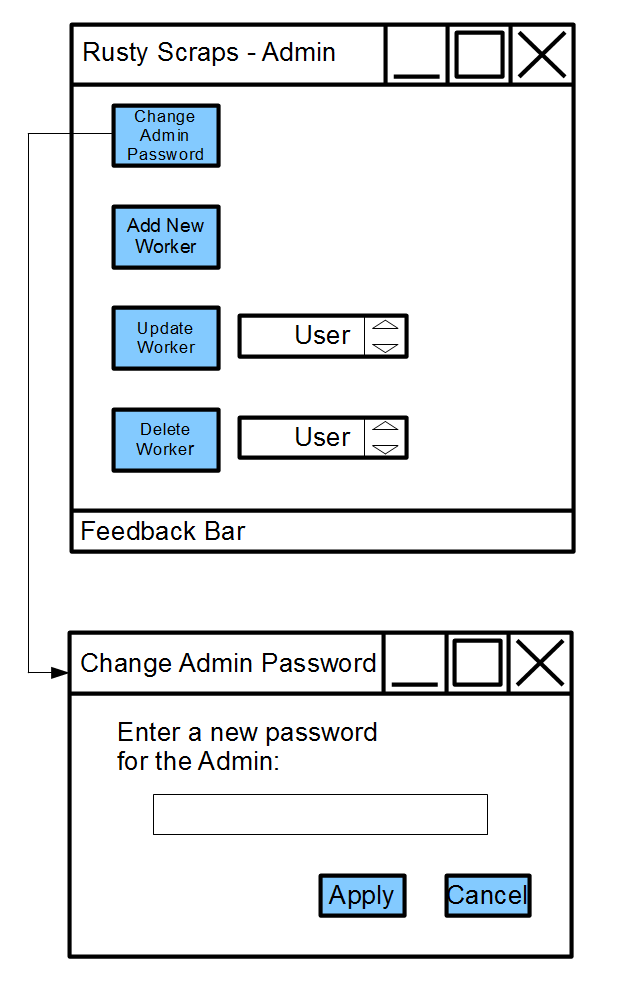 Rusty Scraps - Admin
Change
Admin
Password
Add New
Worker
Update
Worker
User
Delete
Worker
User
Feedback Bar
Change Admin Password
Enter a new password
for the Admin:
Apply
Cancel